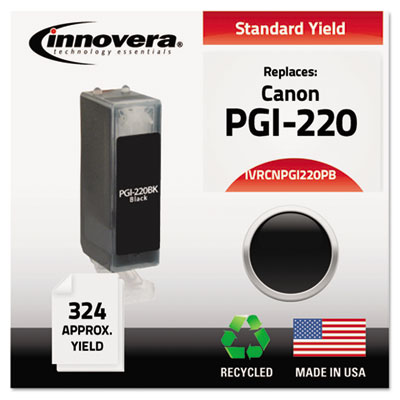 innovera
technology essentials
Standard Yield
Replaces:
Canon
PGI-220
IVRCNPGI220PB
PGI-220BK
Black
324
APPROX.
YIELD
RECYCLED
MADE IN USA